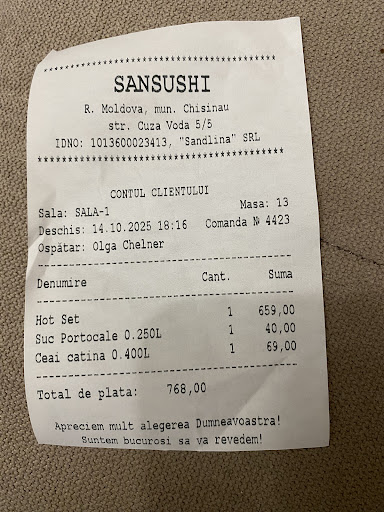 ****************************************
SANSUSHI
R. Moldova, mun. Chisinau
str. Cuza Voda 5/5
IDNO: 1013600023413, "Sandlina" SRL
****************************************
CONTUL CLIENTULUI
Sala: SALA-1 Masa: 13
Deschis: 14.10.2025 18:16 Comanda № 4423
Ospătar: Olga Chelner
----------------------------------------
Denumire Cant. Suma
----------------------------------------
Hot Set 1 659,00
Suc Portocale 0.250L 1 40,00
Ceai catina 0.400L 1 69,00
----------------------------------------
Total de plata: 768,00
Apreciem mult alegerea Dumneavoastra!
Suntem bucurosi sa va revedem!